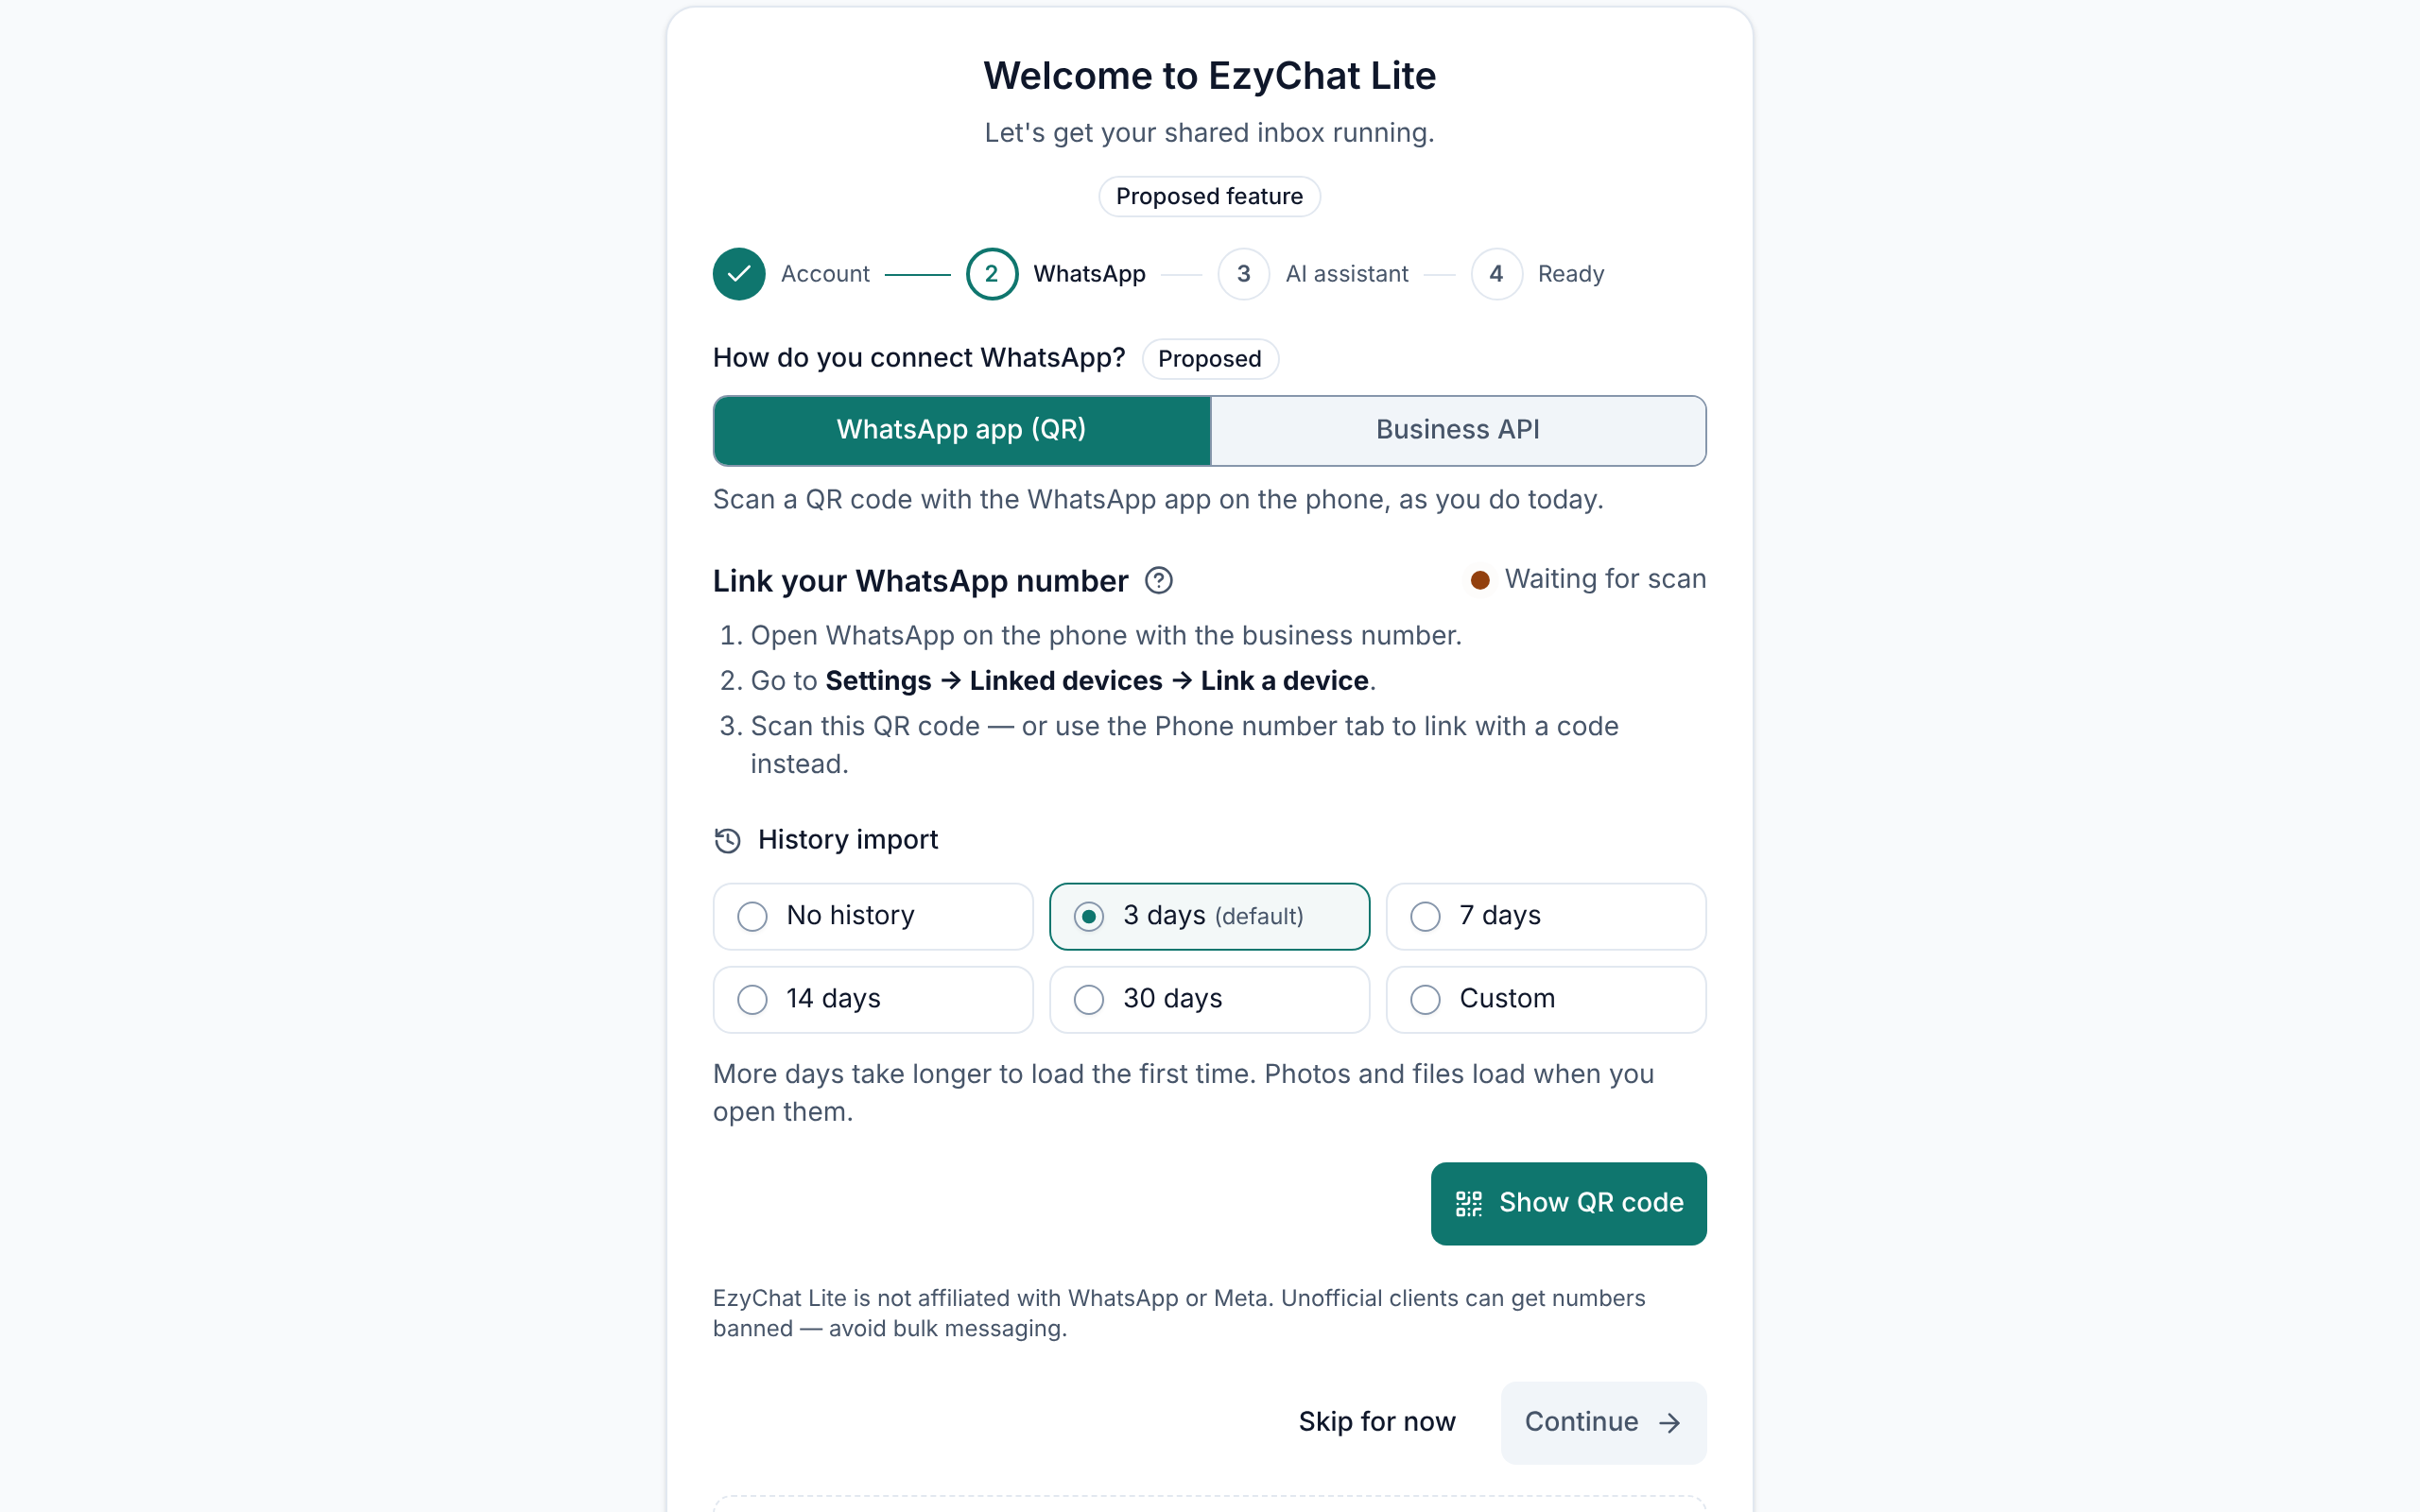 Welcome to EzyChat Lite
Let's get your shared inbox running.
Proposed feature
Account
2
WhatsApp
3
AI assistant
4
Ready
How do you connect WhatsApp?
Proposed
WhatsApp app (QR)
Business API
Scan a QR code with the WhatsApp app on the phone, as you do today.
Link your WhatsApp number
?
Waiting for scan
1. Open WhatsApp on the phone with the business number.
2. Go to Settings → Linked devices → Link a device.
3. Scan this QR code — or use the Phone number tab to link with a code
instead.
History import
No history
3 days (default)
7 days
14 days
30 days
Custom
More days take longer to load the first time. Photos and files load when you
open them.
Show QR code
EzyChat Lite is not affiliated with WhatsApp or Meta. Unofficial clients can get numbers
banned — avoid bulk messaging.
Skip for now
Continue →